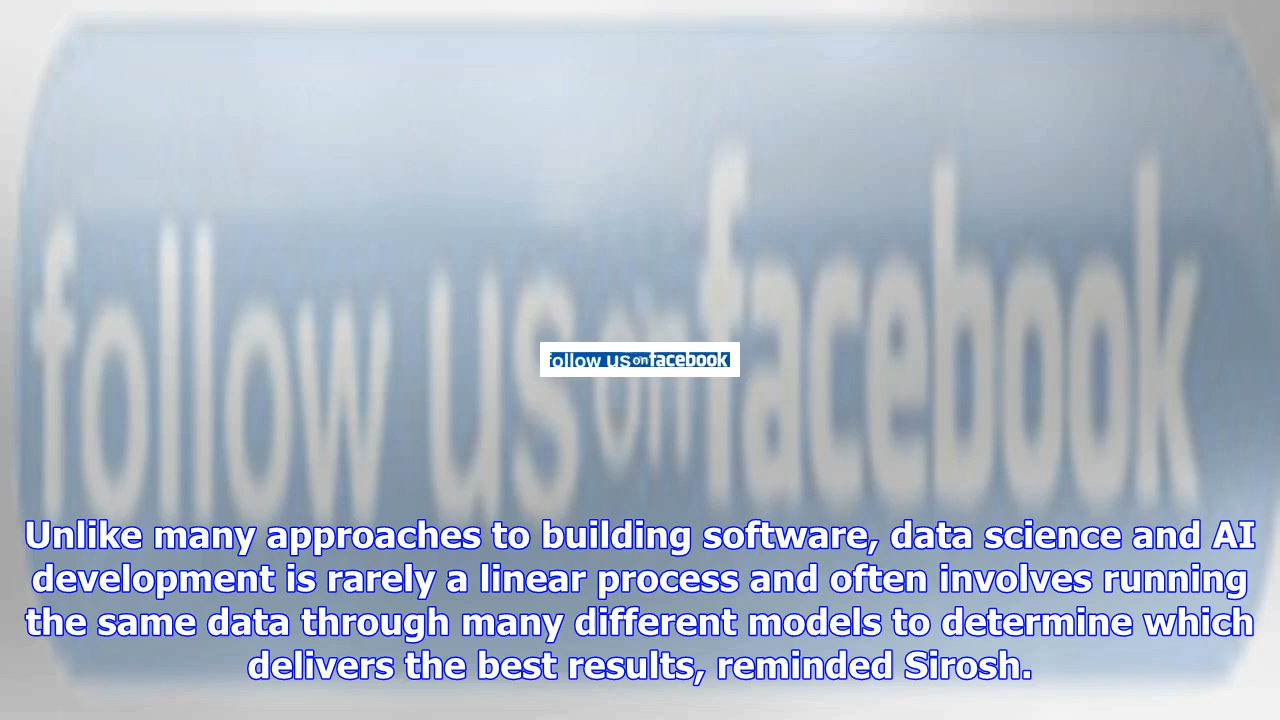 follow us on facebook
ollow us on facebook
Unlike many approaches to building software, data science and AI
development is rarely a linear process and often involves running
the same data through many different models to determine which
delivers the best results, reminded Sirosh.